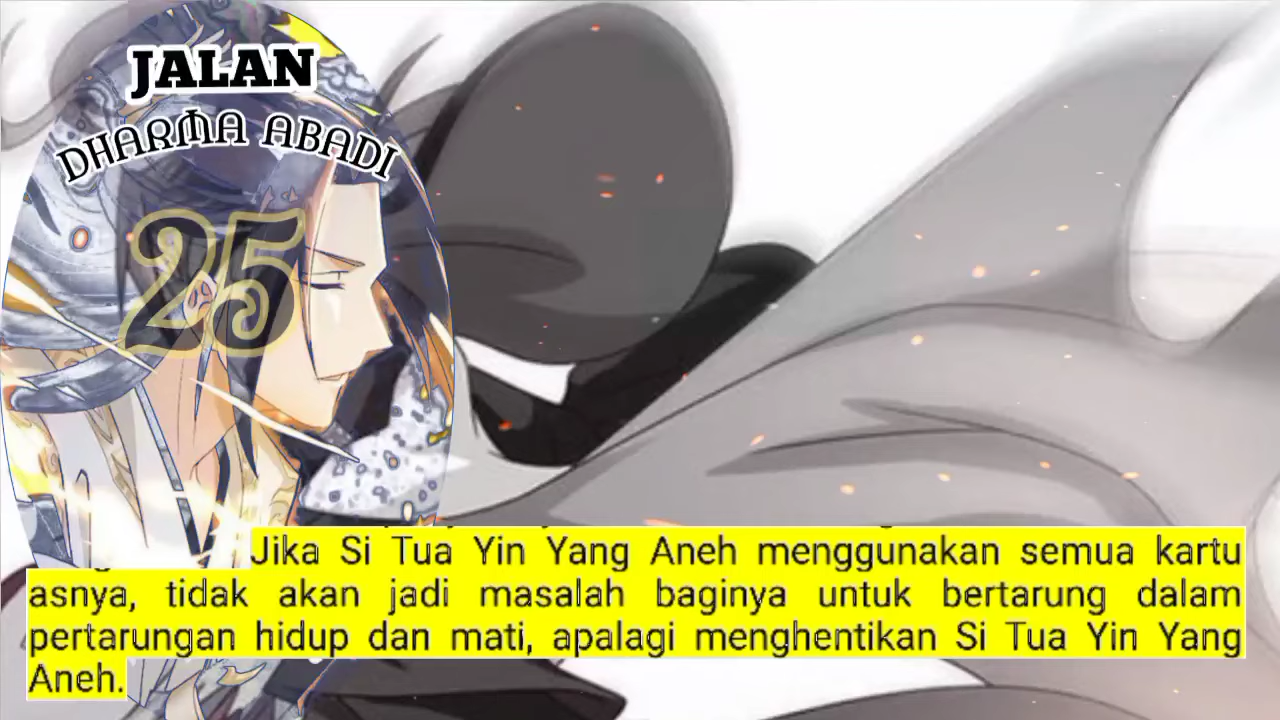 JALAN
DHARMA ABADI
25
Jika Si Tua Yin Yang Aneh menggunakan semua kartu
asnya, tidak akan jadi masalah baginya untuk bertarung dalam
pertarungan hidup dan mati, apalagi menghentikan Si Tua Yin Yang
Aneh.